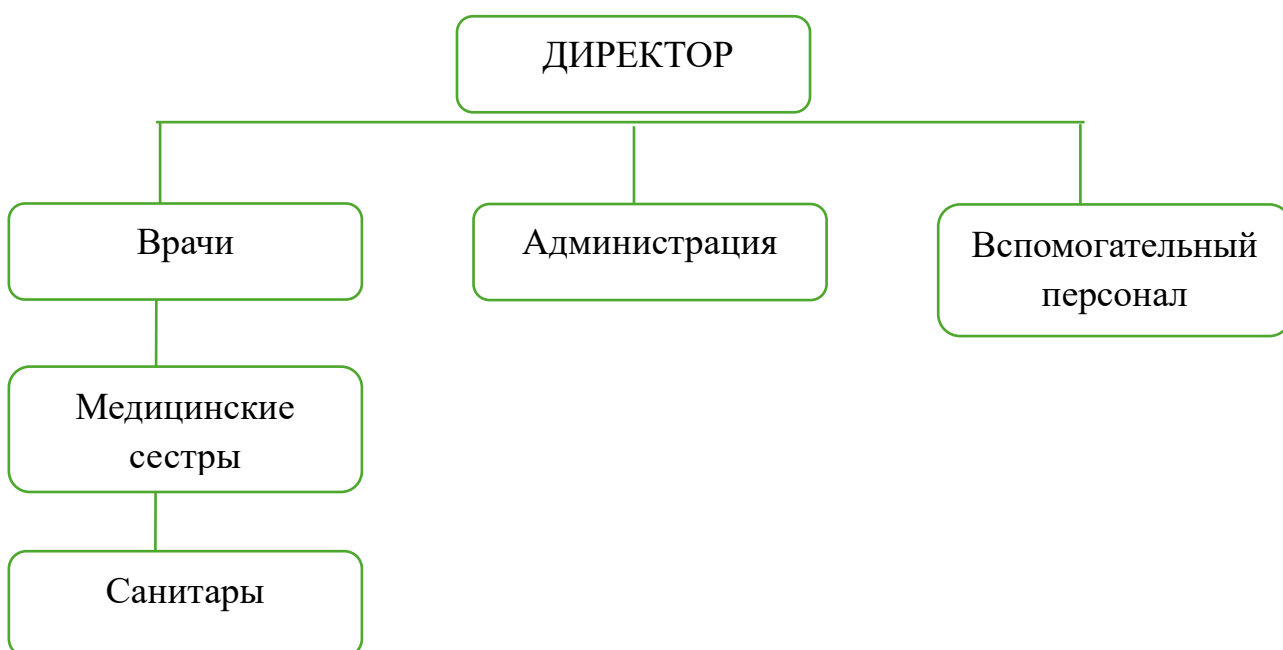 ДИРЕКТОР
Врачи
Администрация
Вспомогательный
персонал
Медицинские
сестры
Санитары